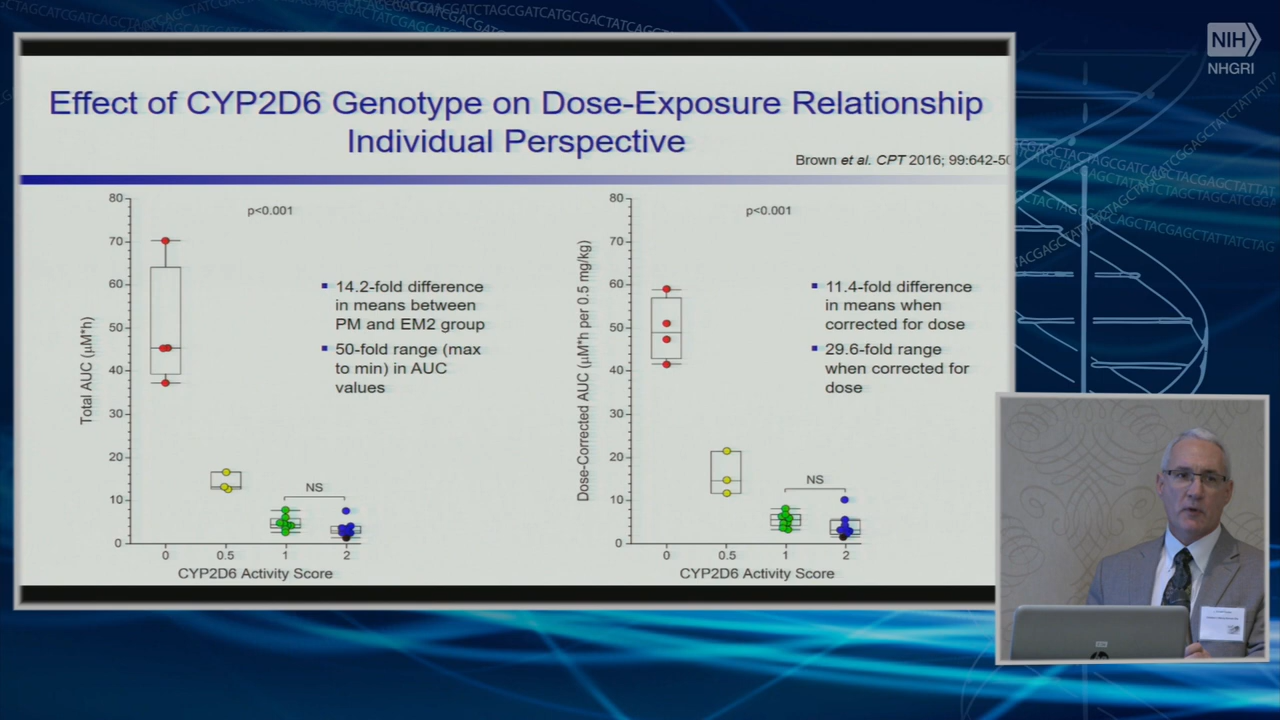 NIH
NHGRI
Effect of CYP2D6 Genotype on Dose-Exposure Relationship
Individual Perspective
Brown et al. CPT 2016; 99:642-50
p<0.001
Total AUC (μM*h)
80
70
60
50
40
30
20
10
0
▪ 14.2-fold difference
in means between
PM and EM2 group
▪ 50-fold range (max
to min) in AUC
values
NS
0 0.5 1 2
CYP2D6 Activity Score
p<0.001
Dose-Corrected AUC (μM*h per 0.5 mg/kg)
80
70
60
50
40
30
20
10
0
▪ 11.4-fold difference
in means when
corrected for dose
▪ 29.6-fold range
when corrected for
dose
NS
0 0.5 1 2
CYP2D6 Activity Score